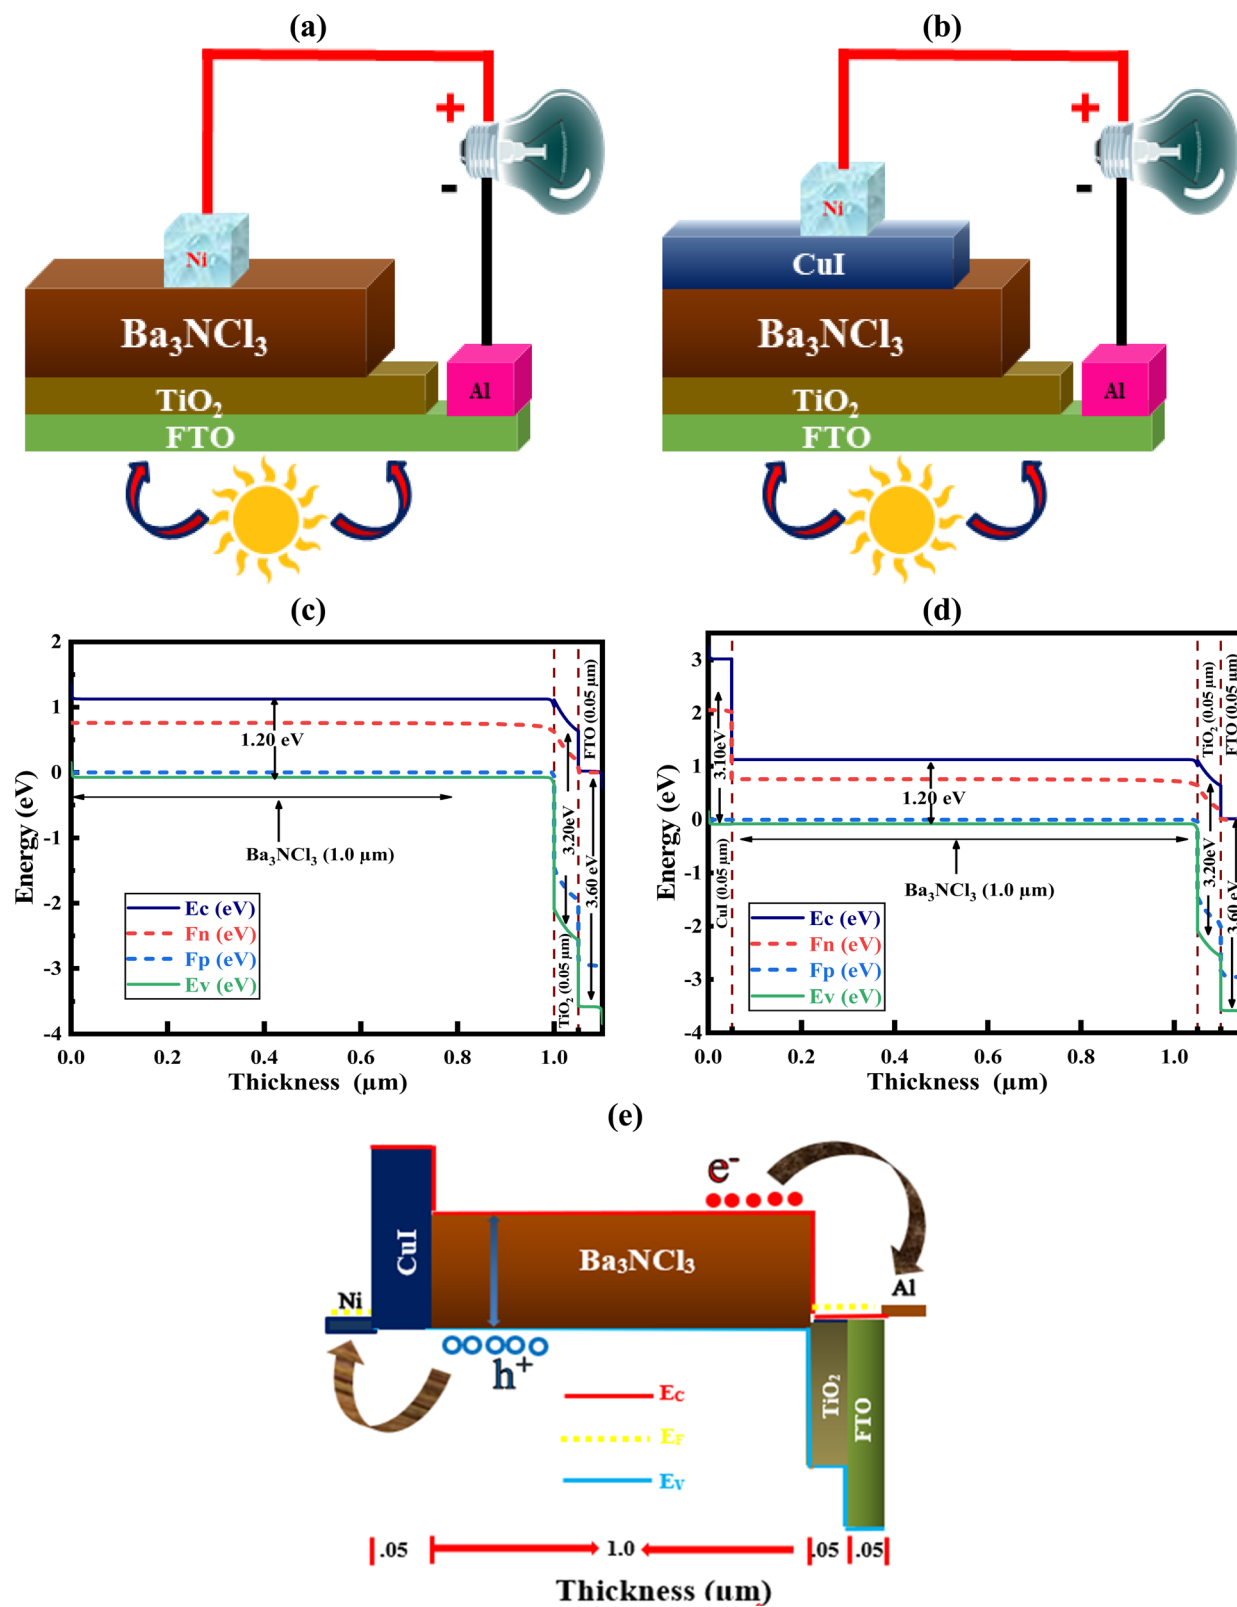 (a)
(b)
+
-
Ni
Ba₃NCl₃
TiO₂
FTO
Al
+
-
Ni
CuI
Ba₃NCl₃
TiO₂
FTO
Al
(c)
Energy (eV)
2
1
0
-1
-2
-3
-4
1.20 eV
Ba₃NCl₃ (1.0 µm)
3.20eV
TiO₂ (0.05 µm)
3.60 eV
FTO (0.05 µm)
Ec (eV)
Fn (eV)
Fp (eV)
Ev (eV)
0.0 0.2 0.4 0.6 0.8 1.0
Thickness (µm)
(d)
Energy (eV)
3
2
1
0
-1
-2
-3
-4
3.10eV
CuI (0.05 µm)
1.20 eV
Ba₃NCl₃ (1.0 µm)
TiO₂ (0.05 µm)
3.20eV
FTO (0.05 µm)
3.60 eV
Ec (eV)
Fn (eV)
Fp (eV)
Ev (eV)
0.0 0.2 0.4 0.6 0.8 1.0
Thickness (µm)
(e)
e⁻
CuI
Ba₃NCl₃
Ni
Al
h⁺
TiO₂
FTO
E_C
E_F
E_V
.05 1.0 .05 .05
Thickness (µm)